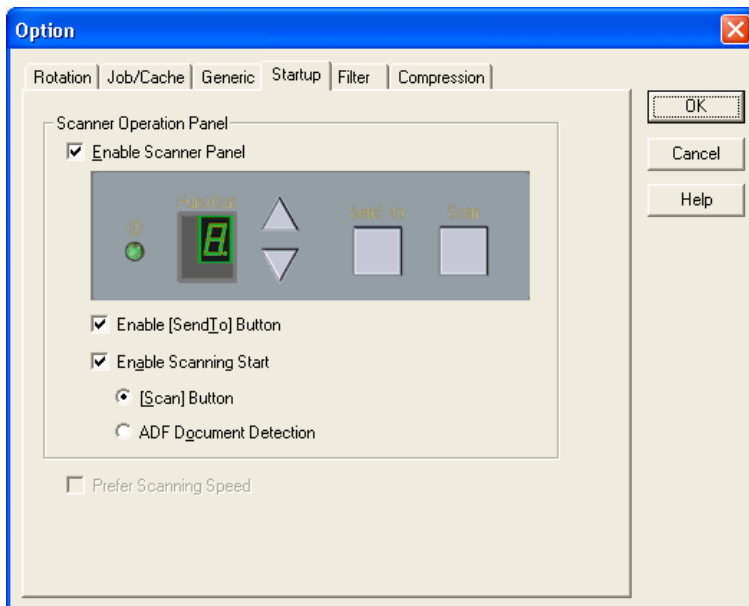 Option
Rotation Job/Cache Generic Startup Filter Compression
OK
Cancel
Help
Scanner Operation Panel
Enable Scanner Panel
Function
Send to Scan
8.
Enable [SendTo] Button
Enable Scanning Start
[Scan] Button
ADF Document Detection
Prefer Scanning Speed